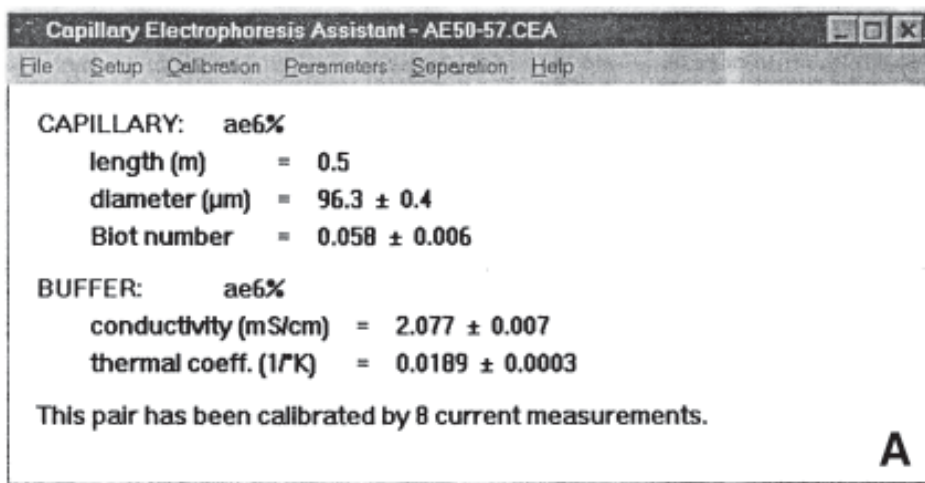 Capillary Electrophoresis Assistant - AE50-57.CEA
File Setup Calibration Parameters Separation Help
CAPILLARY: ae6%
length (m) = 0.5
diameter (µm) = 96.3 ± 0.4
Biot number = 0.058 ± 0.006
BUFFER: ae6%
conductivity (mS/cm) = 2.077 ± 0.007
thermal coeff. (1/°K) = 0.0189 ± 0.0003
This pair has been calibrated by 8 current measurements.
A